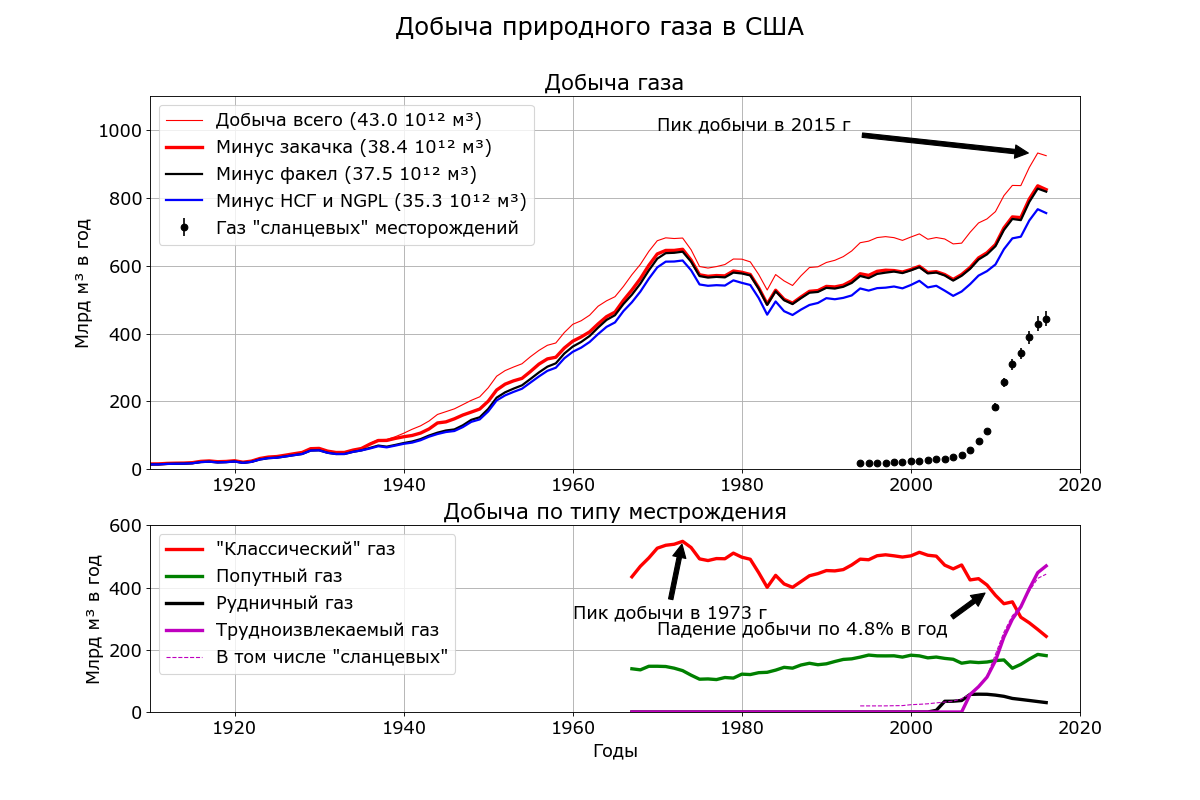 Добыча природного газа в США
Добыча газа
Добыча всего (43.0 10¹² м³)
Минус закачка (38.4 10¹² м³)
Минус факел (37.5 10¹² м³)
Минус НСГ и NGPL (35.3 10¹² м³)
Газ "сланцевых" месторождений
Пик добычи в 2015 г
Млрд м³ в год
1000
800
600
400
200
0
1920 1940 1960 1980 2000 2020
Добыча по типу местрождения
"Классический" газ
Попутный газ
Рудничный газ
Трудноизвлекаемый газ
В том числе "сланцевых"
Пик добычи в 1973 г
Падение добычи по 4.8% в год
Млрд м³ в год
600
400
200
0
1920 1940 1960 1980 2000 2020
Годы